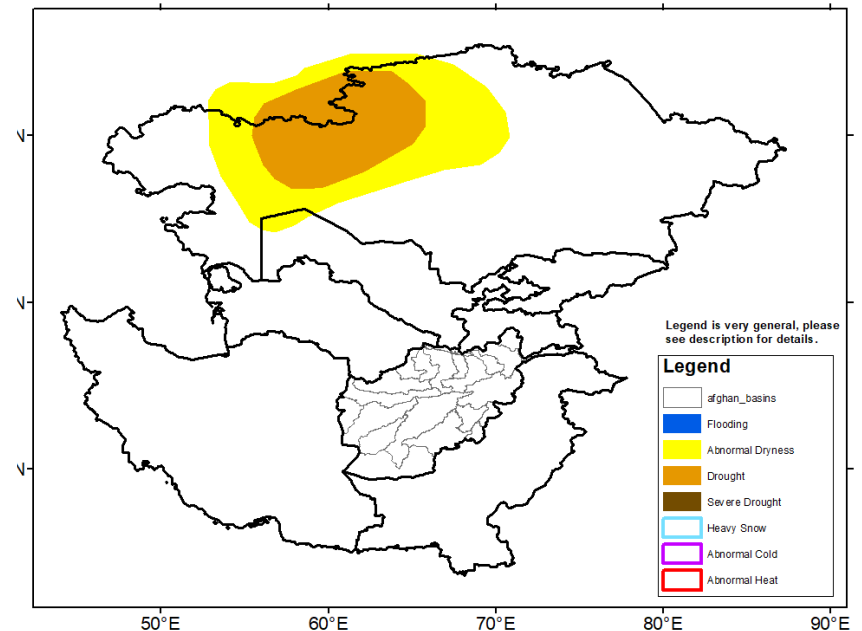 N
N
N
Legend is very general, please
see description for details.
Legend
afghan_basins
Flooding
Abnormal Dryness
Drought
Severe Drought
Heavy Snow
Abnormal Cold
Abnormal Heat
50°E 60°E 70°E 80°E 90°E